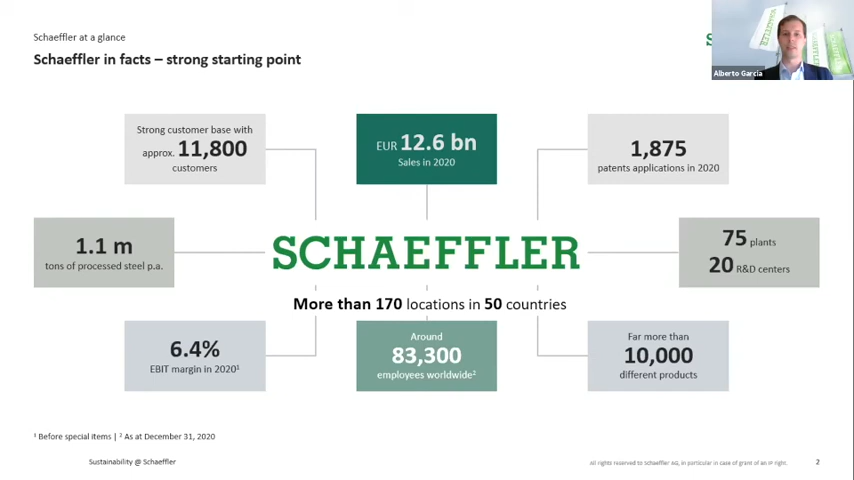 Schaeffler at a glance
Schaeffler in facts – strong starting point
SCHAEFFLER
Alberto Garcia
Strong customer base with
approx. 11,800
customers
EUR 12.6 bn
Sales in 2020
1,875
patents applications in 2020
1.1 m
tons of processed steel p.a.
SCHAEFFLER
75 plants
20 R&D centers
More than 170 locations in 50 countries
6.4%
EBIT margin in 2020¹
Around
83,300
employees worldwide²
Far more than
10,000
different products
¹ Before special items | ² As at December 31, 2020
Sustainability @ Schaeffler
All rights reserved to Schaeffler AG, in particular in case of grant of an IP right.
2